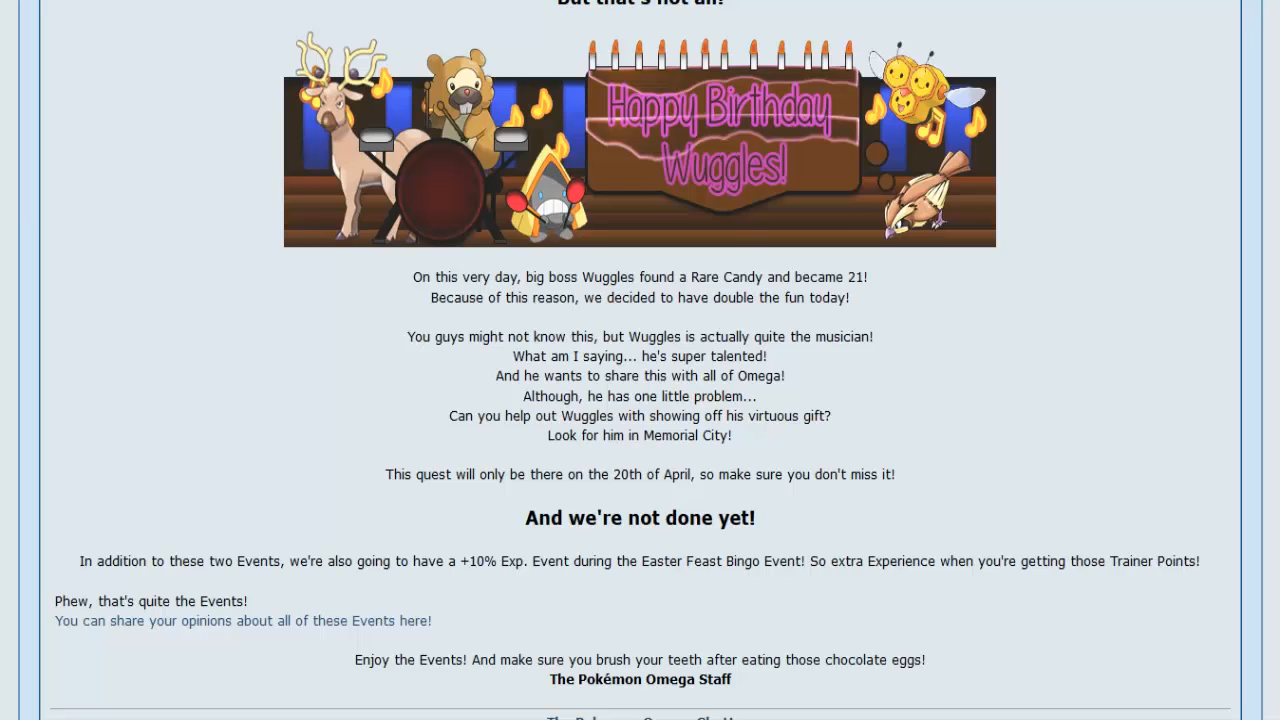 But that's not all!
Happy Birthday
Wuggles!
On this very day, big boss Wuggles found a Rare Candy and became 21!
Because of this reason, we decided to have double the fun today!
You guys might not know this, but Wuggles is actually quite the musician!
What am I saying... he's super talented!
And he wants to share this with all of Omega!
Although, he has one little problem...
Can you help out Wuggles with showing off his virtuous gift?
Look for him in Memorial City!
This quest will only be there on the 20th of April, so make sure you don't miss it!
And we're not done yet!
In addition to these two Events, we're also going to have a +10% Exp. Event during the Easter Feast Bingo Event! So extra Experience when you're getting those Trainer Points!
Phew, that's quite the Events!
You can share your opinions about all of these Events here!
Enjoy the Events! And make sure you brush your teeth after eating those chocolate eggs!
The Pokémon Omega Staff